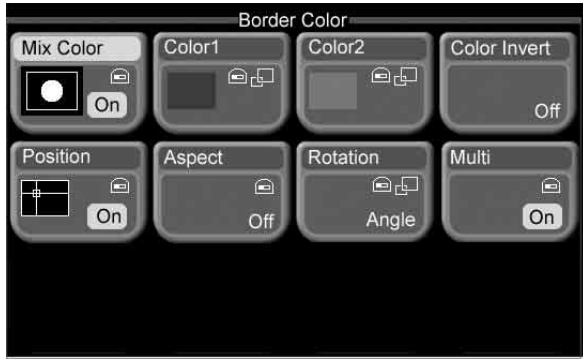 Border Color
Mix Color
Color1
Color2
Color Invert
On
Off
Position
Aspect
Rotation
Multi
On
Off
Angle
On